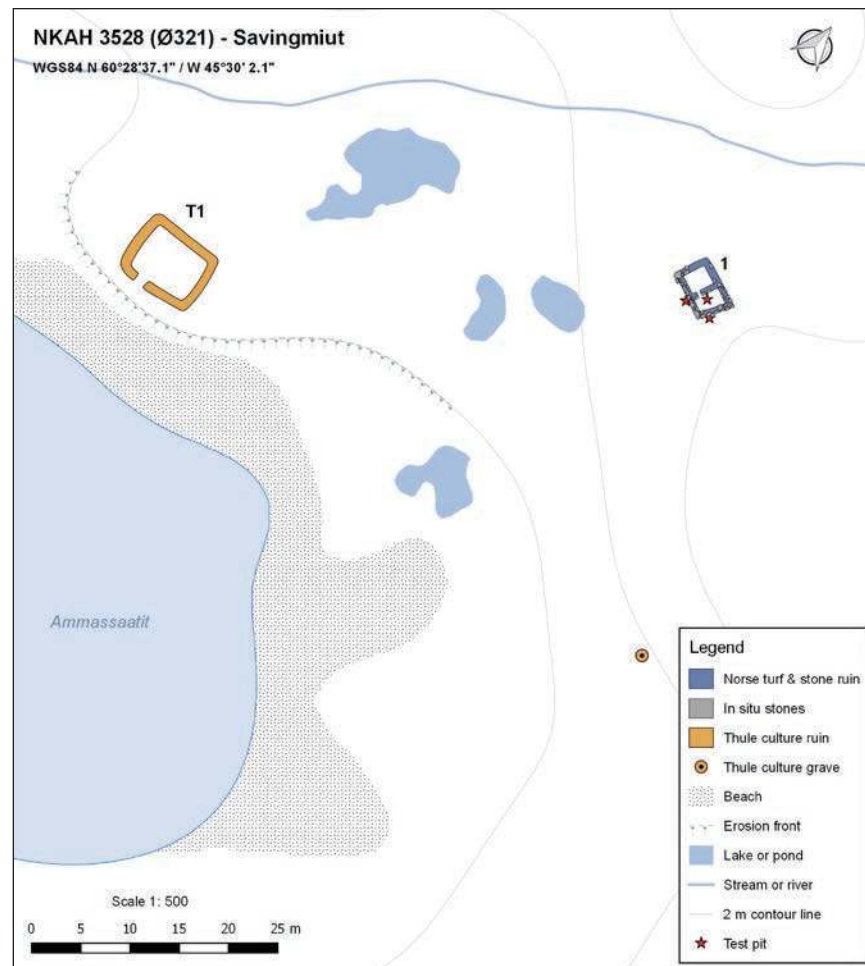 NKAH 3528 (Ø321) - Savingmiut
WGS84 N 60°28'37.1" / W 45°30' 2.1"
T1
1
Ammassaatit
Legend
Norse turf & stone ruin
In situ stones
Thule culture ruin
Thule culture grave
Beach
Erosion front
Lake or pond
Stream or river
2 m contour line
Test pit
Scale 1: 500
0 5 10 15 20 25 m